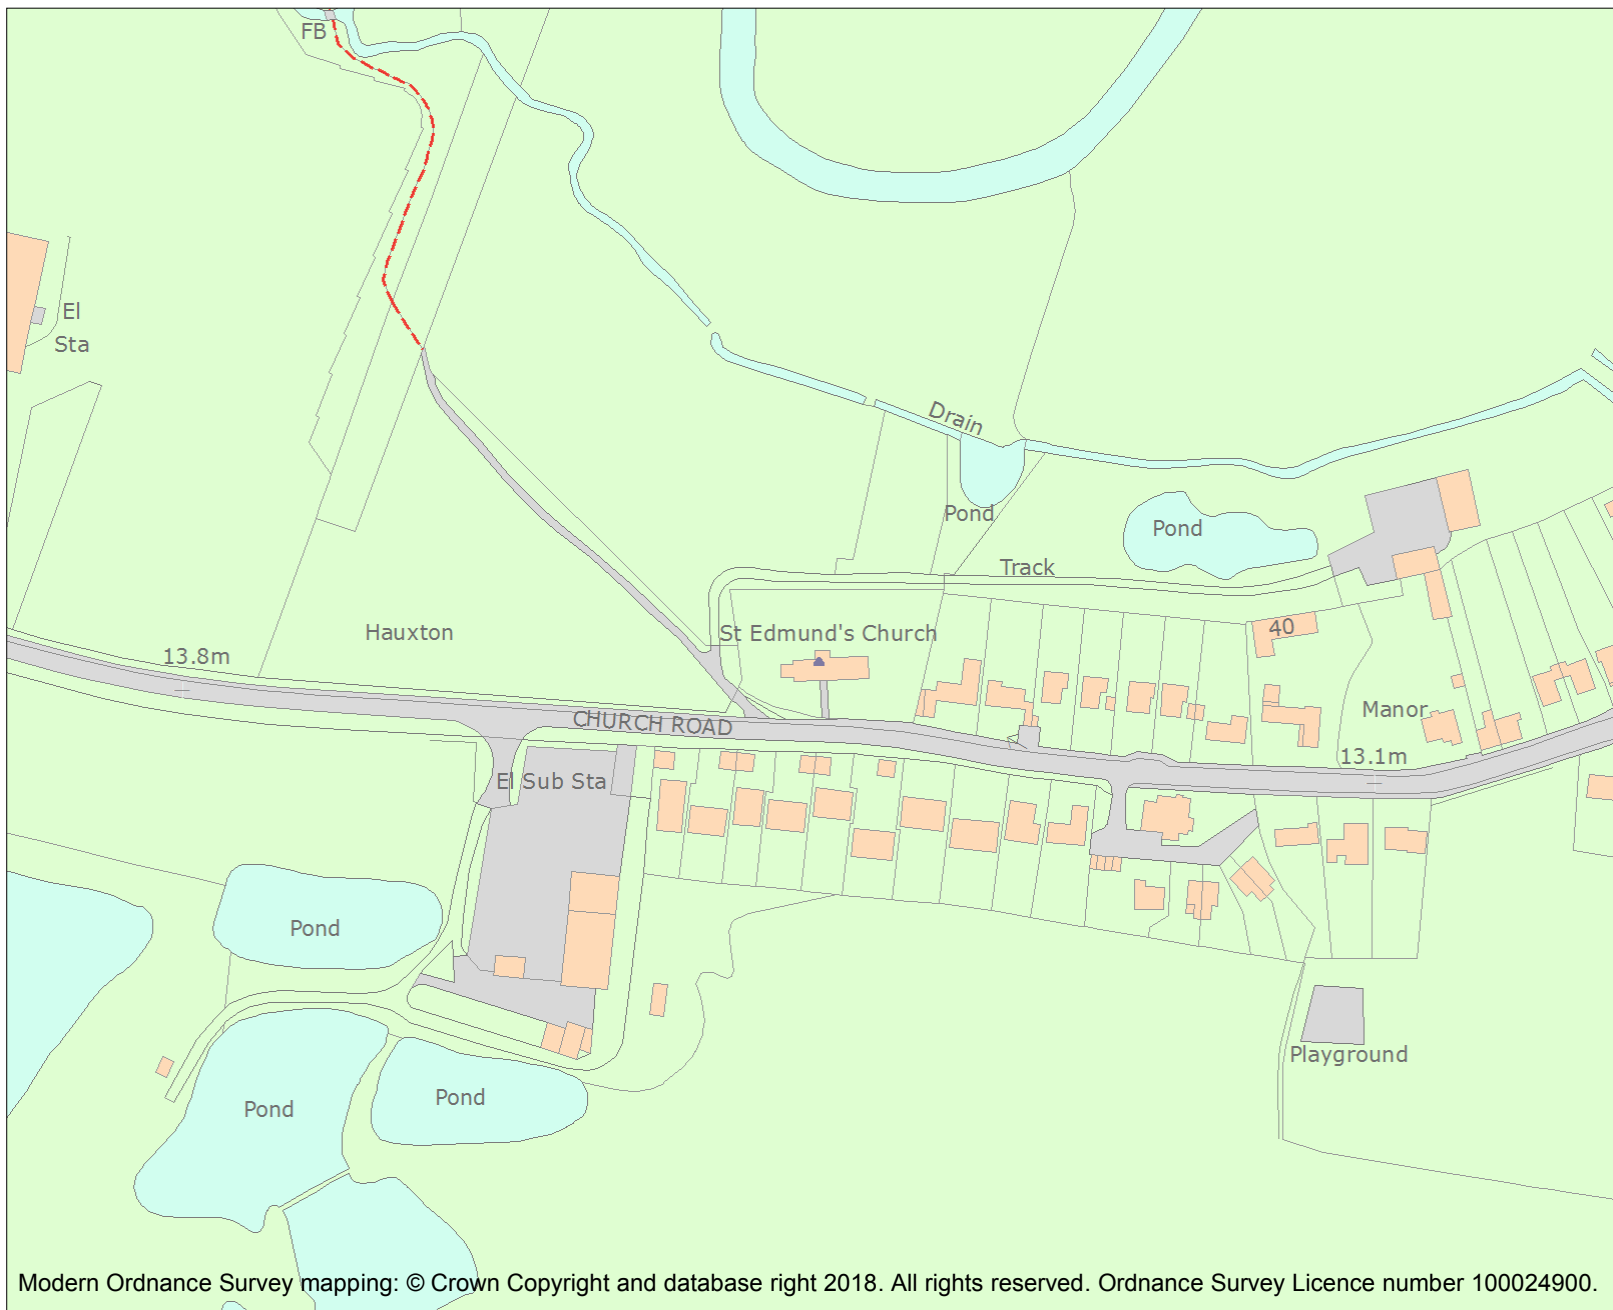 FB
El
Sta
Drain
Pond
Pond
Track
Hauxton
St Edmund's Church
40
13.8m
Manor
CHURCH ROAD
13.1m
El Sub Sta
Pond
Playground
Pond
Pond
Modern Ordnance Survey mapping: © Crown Copyright and database right 2018. All rights reserved. Ordnance Survey Licence number 100024900.